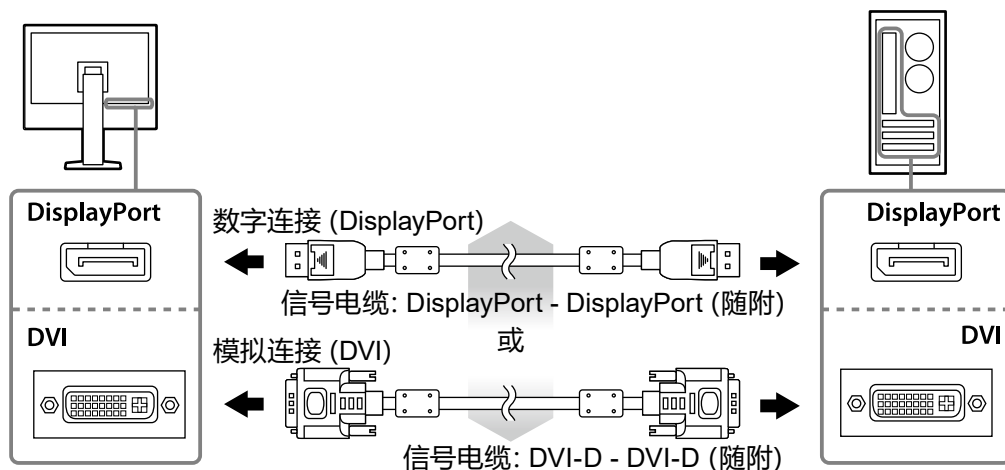 DisplayPort
DVI
数字连接 (DisplayPort)
信号电缆: DisplayPort - DisplayPort (随附)
或
模拟连接 (DVI)
信号电缆: DVI-D - DVI-D (随附)
DisplayPort
DVI